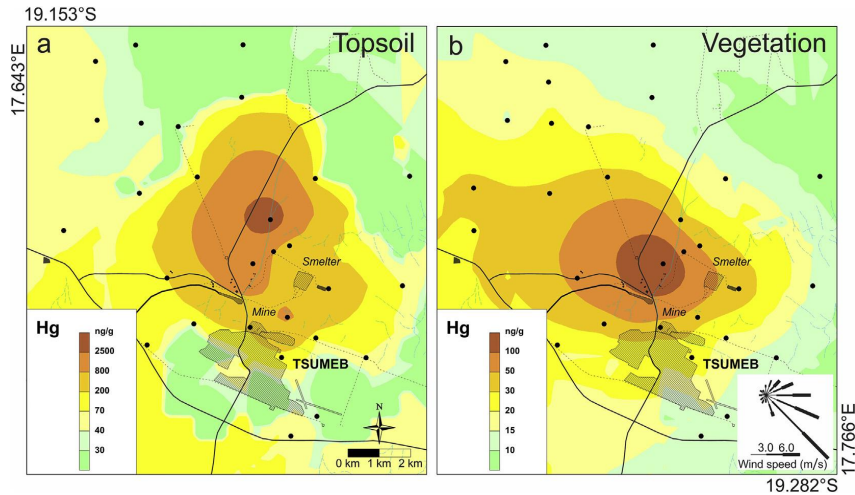 19.153°S
17.643°E
a Topsoil
b Vegetation
Smelter
Mine
TSUMEB
Hg
ng/g
2500
800
200
70
40
30
N
0 km 1 km 2 km
Smelter
Mine
TSUMEB
Hg
ng/g
100
50
30
20
15
10
3.0 6.0
Wind speed (m/s)
17.766°E
19.282°S